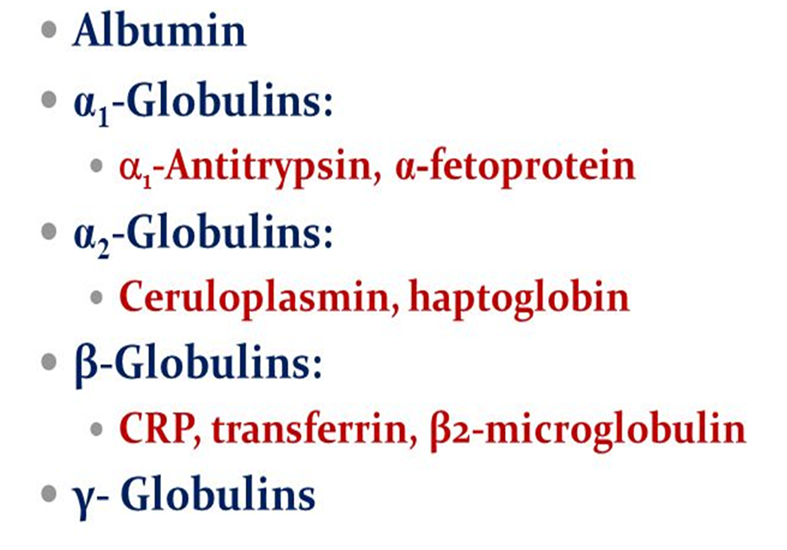 • Albumin
• α₁-Globulins:
• α₁-Antitrypsin, α-fetoprotein
• α₂-Globulins:
• Ceruloplasmin, haptoglobin
• β-Globulins:
• CRP, transferrin, β2-microglobulin
• γ- Globulins